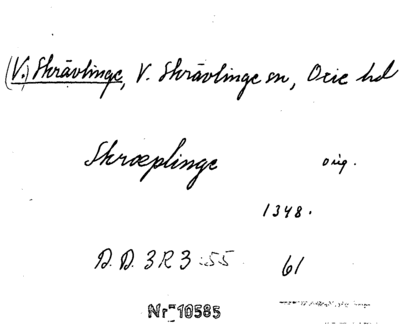 (V.) Skrävlinge, V. Skrävlinge sn, Oxie hd
Skræplinge orig.
1348.
D.D. 3R3:55 61
Nr 10585